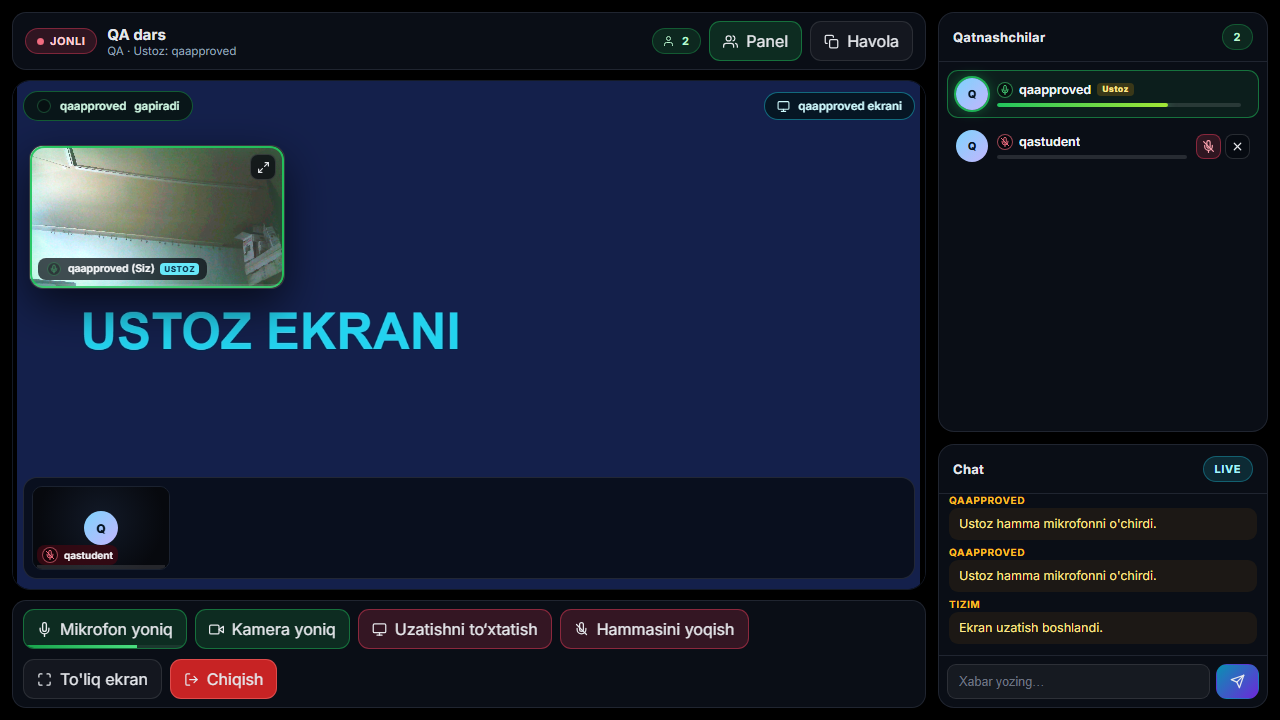 JONLI
QA dars
QA · Ustoz: qaapproved
2
Panel
Havola
qaapproved gapiradi
qaapproved ekrani
qaapproved (Siz) USTOZ
USTOZ EKRANI
Q
qastudent
Mikrofon yoniq
Kamera yoniq
Uzatishni to‘xtatish
Hammasini yoqish
To'liq ekran
Chiqish
Qatnashchilar
2
Q
qaapproved Ustoz
Q
qastudent
Chat
LIVE
QAAPPROVED
Ustoz hamma mikrofonni o'chirdi.
QAAPPROVED
Ustoz hamma mikrofonni o'chirdi.
TIZIM
Ekran uzatish boshlandi.
Xabar yozing...